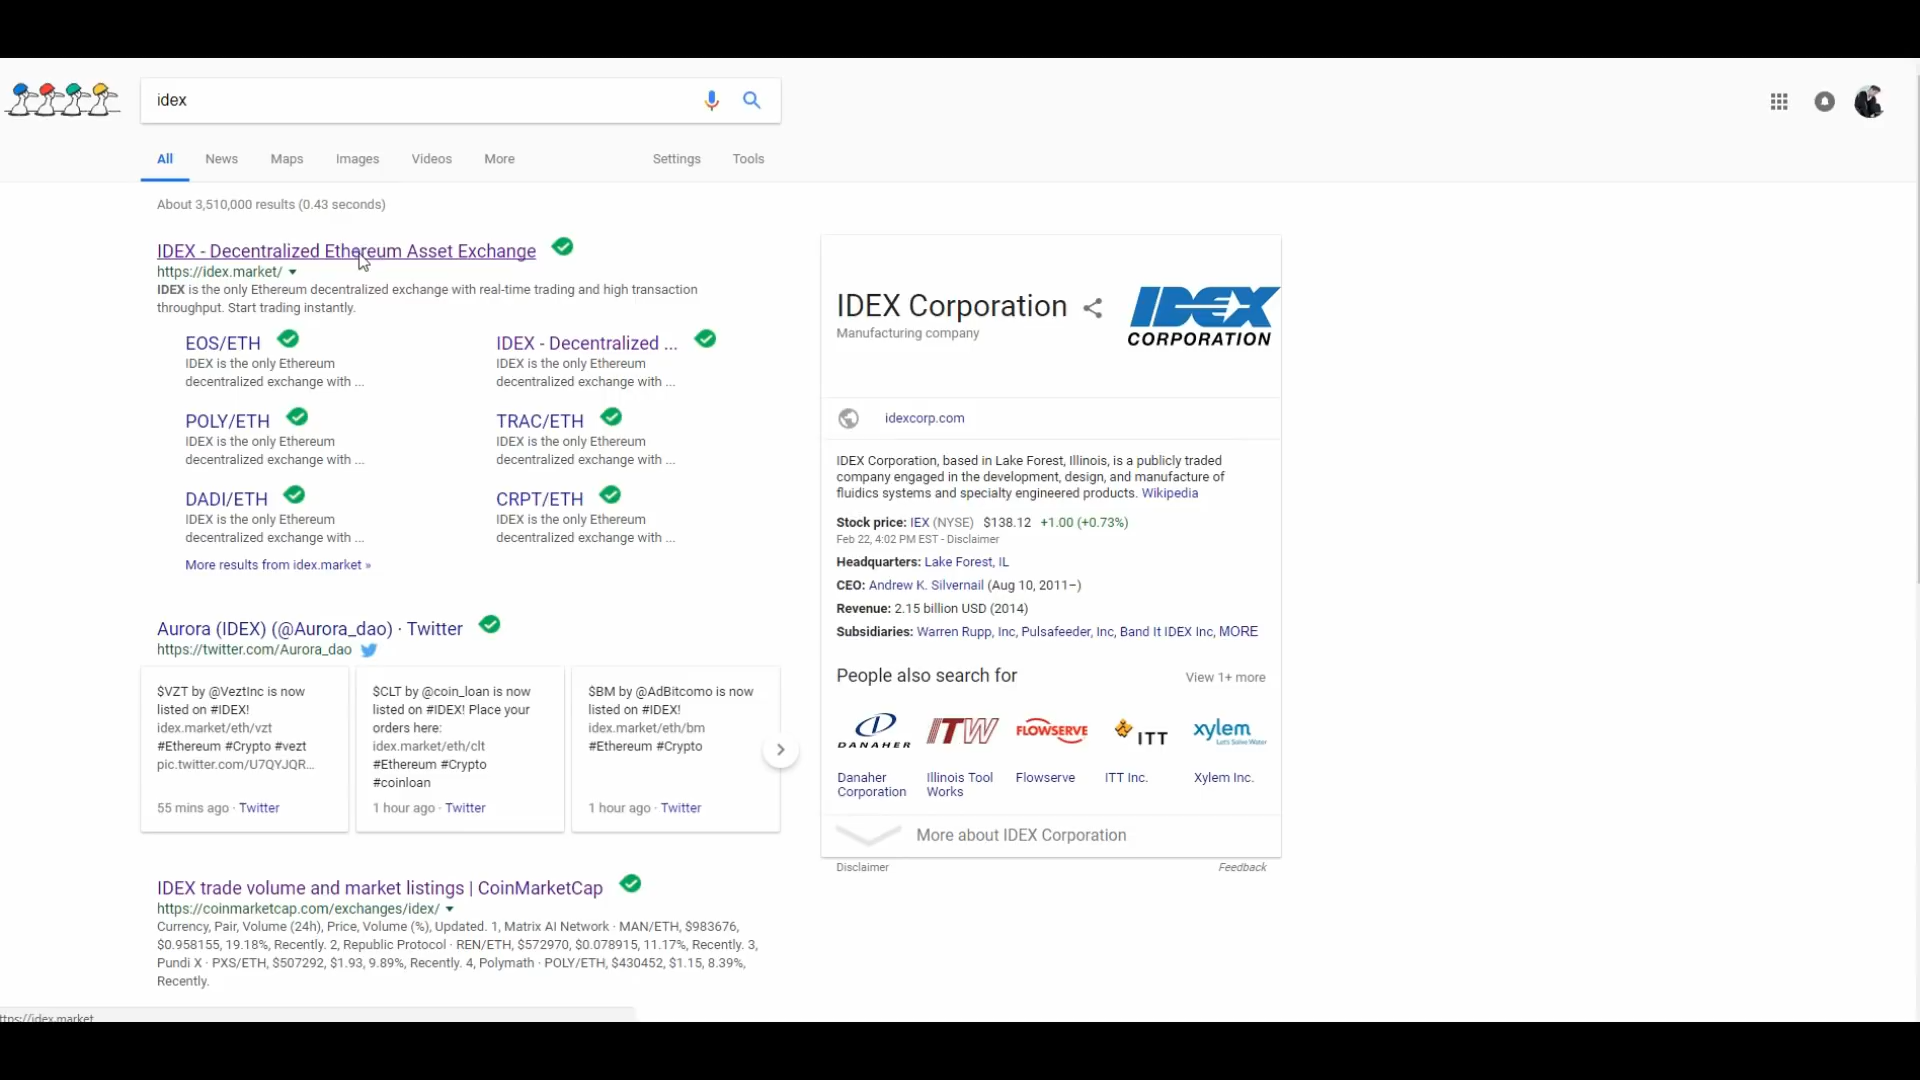 idex
All News Maps Images Videos More Settings Tools
About 3,510,000 results (0.43 seconds)
IDEX - Decentralized Ethereum Asset Exchange
https://idex.market/
IDEX is the only Ethereum decentralized exchange with real-time trading and high transaction
throughput. Start trading instantly.
EOS/ETH
IDEX is the only Ethereum
decentralized exchange with ...
IDEX - Decentralized ...
IDEX is the only Ethereum
decentralized exchange with ...
POLY/ETH
IDEX is the only Ethereum
decentralized exchange with ...
TRAC/ETH
IDEX is the only Ethereum
decentralized exchange with ...
DADI/ETH
IDEX is the only Ethereum
decentralized exchange with ...
CRPT/ETH
IDEX is the only Ethereum
decentralized exchange with ...
More results from idex.market »
Aurora (IDEX) (@Aurora_dao) · Twitter
https://twitter.com/Aurora_dao
$VZT by @VeztInc is now
listed on #IDEX!
idex.market/eth/vzt
#Ethereum #Crypto #vezt
pic.twitter.com/U7QYJQR...
55 mins ago · Twitter
$CLT by @coin_loan is now
listed on #IDEX! Place your
orders here:
idex.market/eth/clt
#Ethereum #Crypto
#coinloan
1 hour ago · Twitter
$BM by @AdBitcomo is now
listed on #IDEX!
idex.market/eth/bm
#Ethereum #Crypto
1 hour ago · Twitter
IDEX trade volume and market listings | CoinMarketCap
https://coinmarketcap.com/exchanges/idex/
Currency, Pair, Volume (24h), Price, Volume (%), Updated. 1, Matrix AI Network · MAN/ETH, $983676,
$0.958155, 19.18%, Recently. 2, Republic Protocol · REN/ETH, $572970, $0.078915, 11.17%, Recently. 3,
Pundi X · PXS/ETH, $507292, $1.93, 9.89%, Recently. 4, Polymath · POLY/ETH, $430452, $1.15, 8.39%,
Recently.
ttps://idex.market
IDEX Corporation
Manufacturing company
IDEX
CORPORATION
idexcorp.com
IDEX Corporation, based in Lake Forest, Illinois, is a publicly traded
company engaged in the development, design, and manufacture of
fluidics systems and specialty engineered products. Wikipedia
Stock price: IEX (NYSE) $138.12 +1.00 (+0.73%)
Feb 22, 4:02 PM EST - Disclaimer
Headquarters: Lake Forest, IL
CEO: Andrew K. Silvernail (Aug 10, 2011–)
Revenue: 2.15 billion USD (2014)
Subsidiaries: Warren Rupp, Inc, Pulsafeeder, Inc, Band It IDEX Inc, MORE
People also search for
View 1+ more
DANAHER
ITW
FLOWSERVE
ITT
xylem
Let's Solve Water
Danaher
Corporation
Illinois Tool
Works
Flowserve
ITT Inc.
Xylem Inc.
More about IDEX Corporation
Disclaimer
Feedback